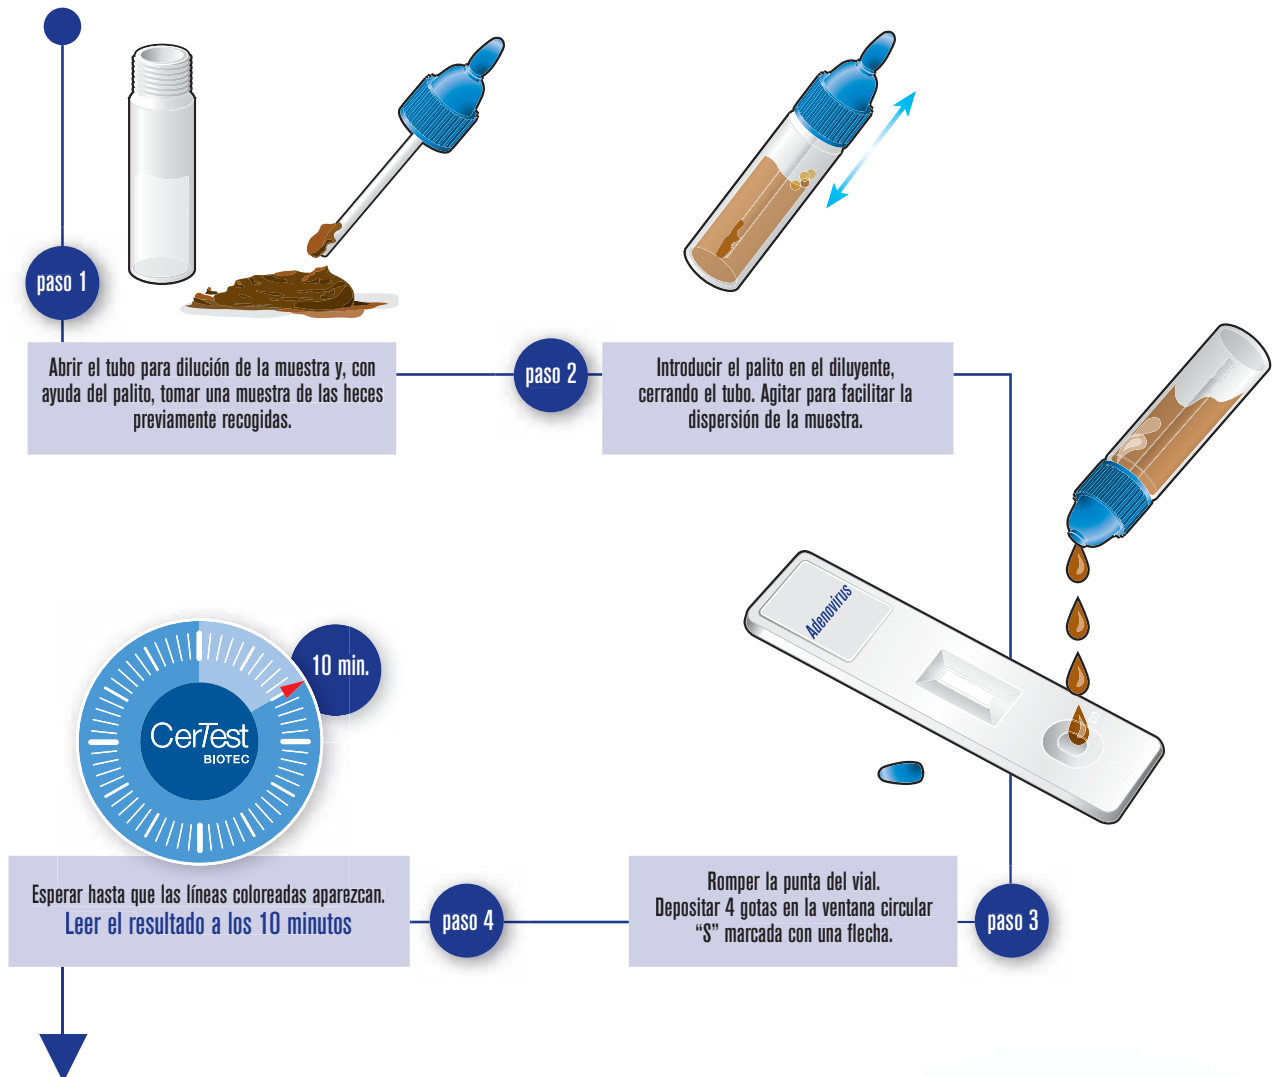 paso 1
Abrir el tubo para dilución de la muestra y, con
ayuda del palito, tomar una muestra de las heces
previamente recogidas.
paso 2
Introducir el palito en el diluyente,
cerrando el tubo. Agitar para facilitar la
dispersión de la muestra.
Adenovirus
S
paso 3
Romper la punta del vial.
Depositar 4 gotas en la ventana circular
“S” marcada con una flecha.
10 min.
CerTest
BIOTEC
paso 4
Esperar hasta que las líneas coloreadas aparezcan.
Leer el resultado a los 10 minutos